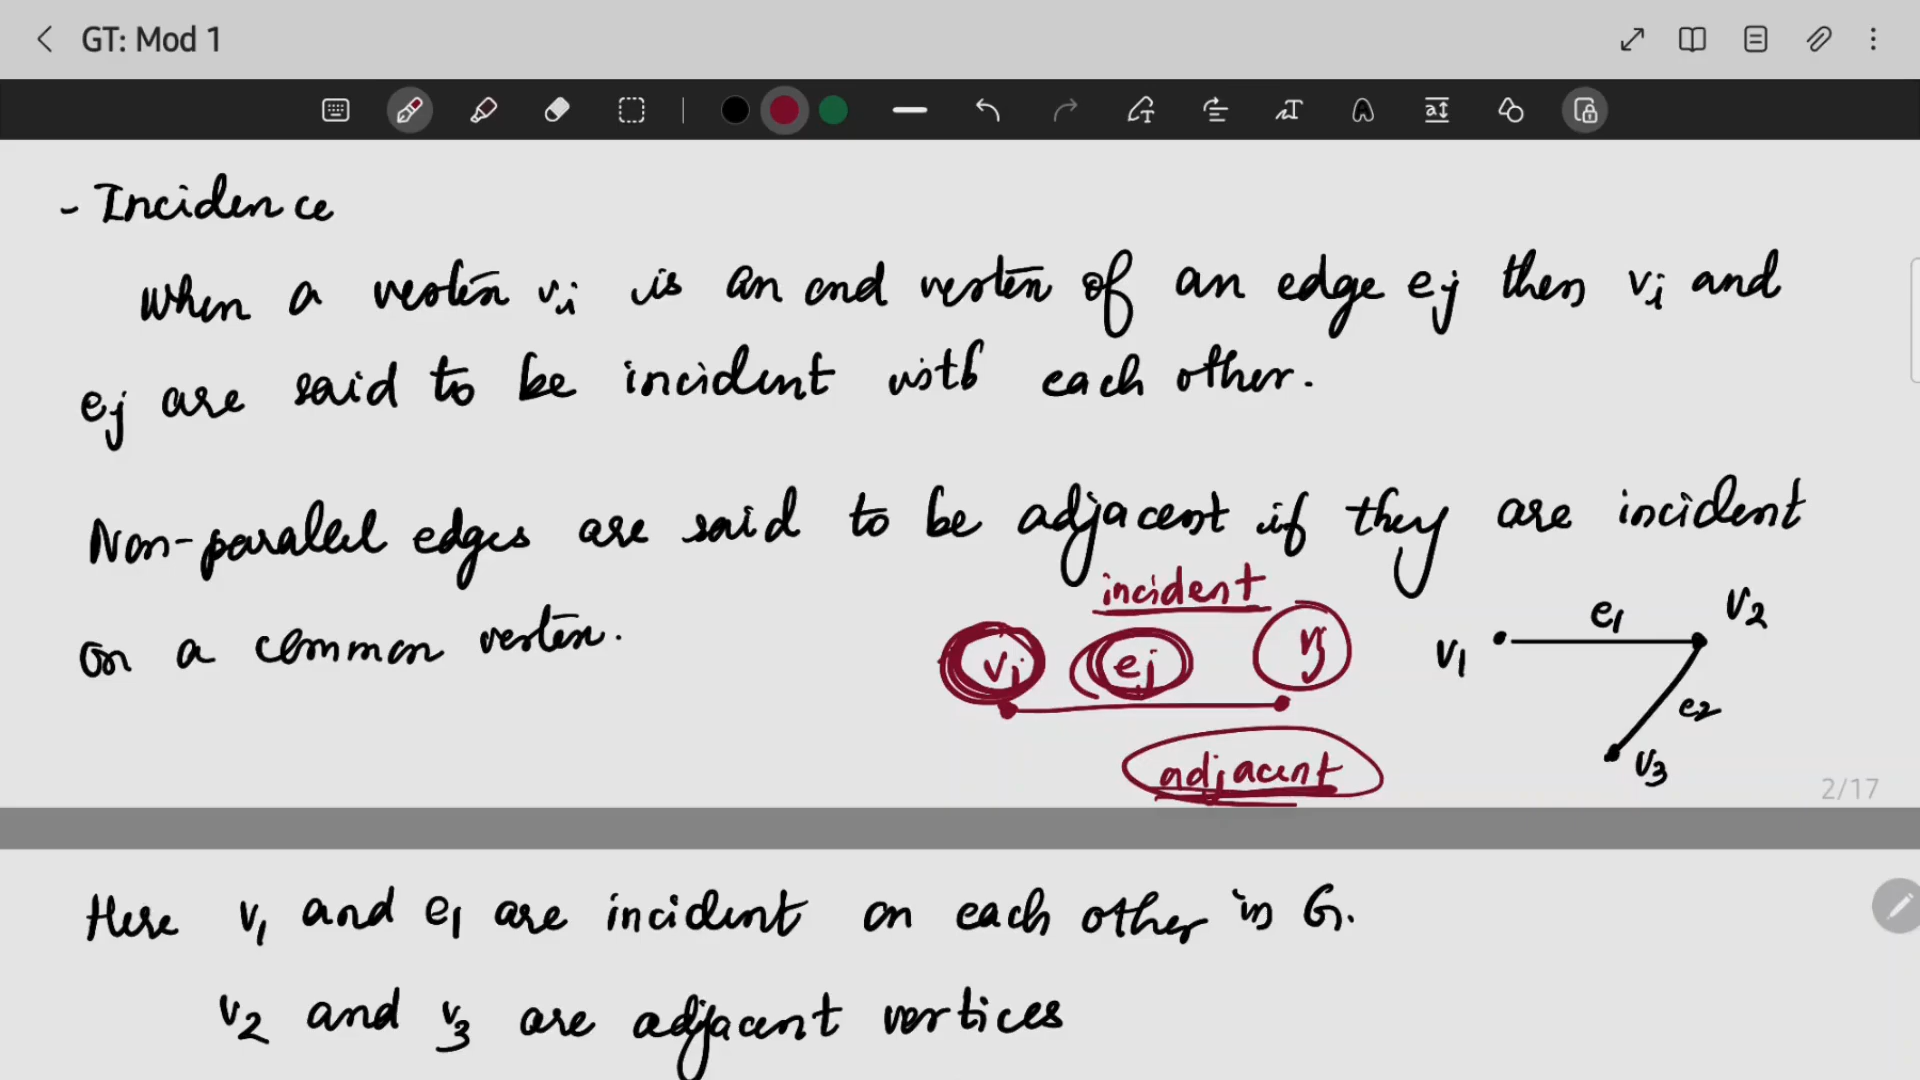 GT: Mod 1
- Incidence
When a vertex vi is an end vertex of an edge ej then vi and
ej are said to be incident with each other.
Non-parallel edges are said to be adjacent if they are incident
on a common vertex.
incident
vi ej vj
adjacent
v1 e1 v2
e2
v3
2/17
Here v1 and e1 are incident on each other in G.
v2 and v3 are adjacent vertices